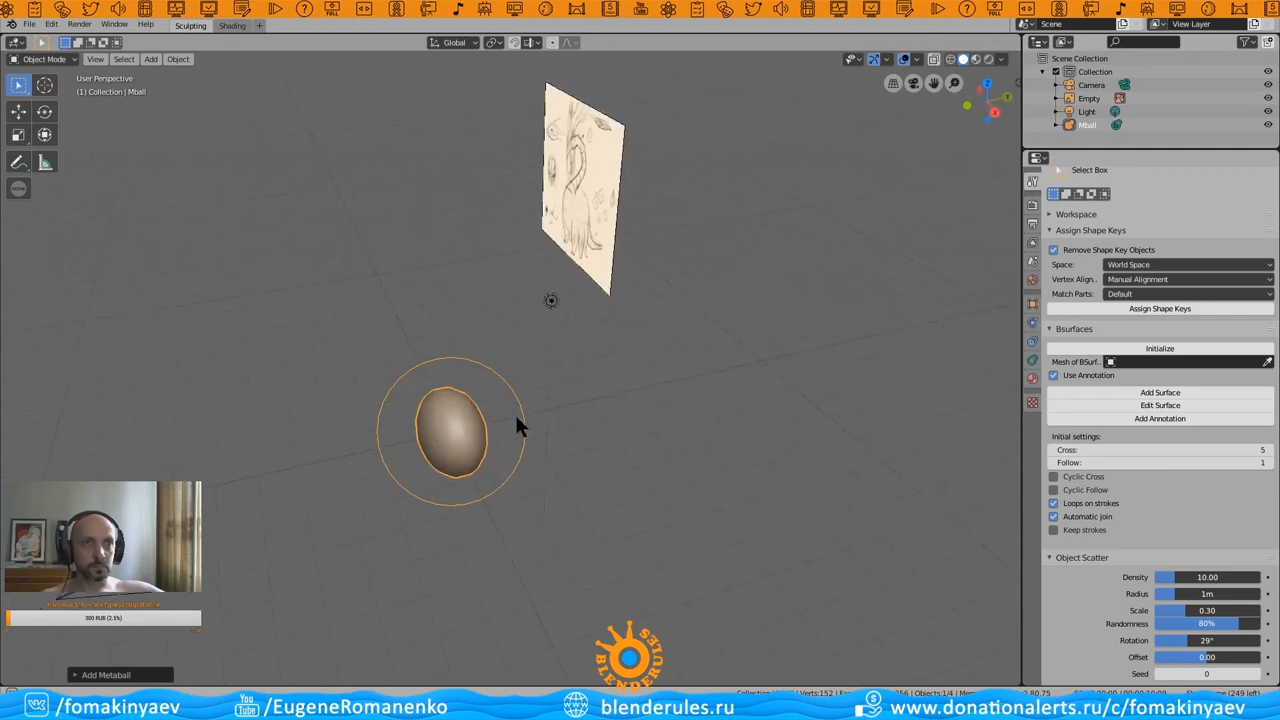 File Edit Render Window Help Sculpting Shading + Scene View Layer
Global
Object Mode View Select Add Object
User Perspective
(1) Collection | Mball
Scene Collection
Collection
Camera
Empty
Light
Mball
Select Box
Workspace
Assign Shape Keys
Remove Shape Key Objects
Space: World Space
Vertex Align.. Manual Alignment
Match Parts: Default
Assign Shape Keys
Bsurfaces
Initialize
Mesh of BSurf..
Use Annotation
Add Surface
Edit Surface
Add Annotation
Initial settings:
Cross: 5
Follow: 1
Cyclic Cross
Cyclic Follow
Loops on strokes
Automatic join
Keep strokes
Object Scatter
Density 10.00
Radius 1m
Scale 0.30
Randomness 80%
Rotation 29°
Offset 0.00
Seed 0
300 RUB (2.5%)
Add Metaball
BLENDERULES
/fomakinyaev
You Tube /EugeneRomanenko
blenderules.ru
www.donationalerts.ru/c/fomakinyaev